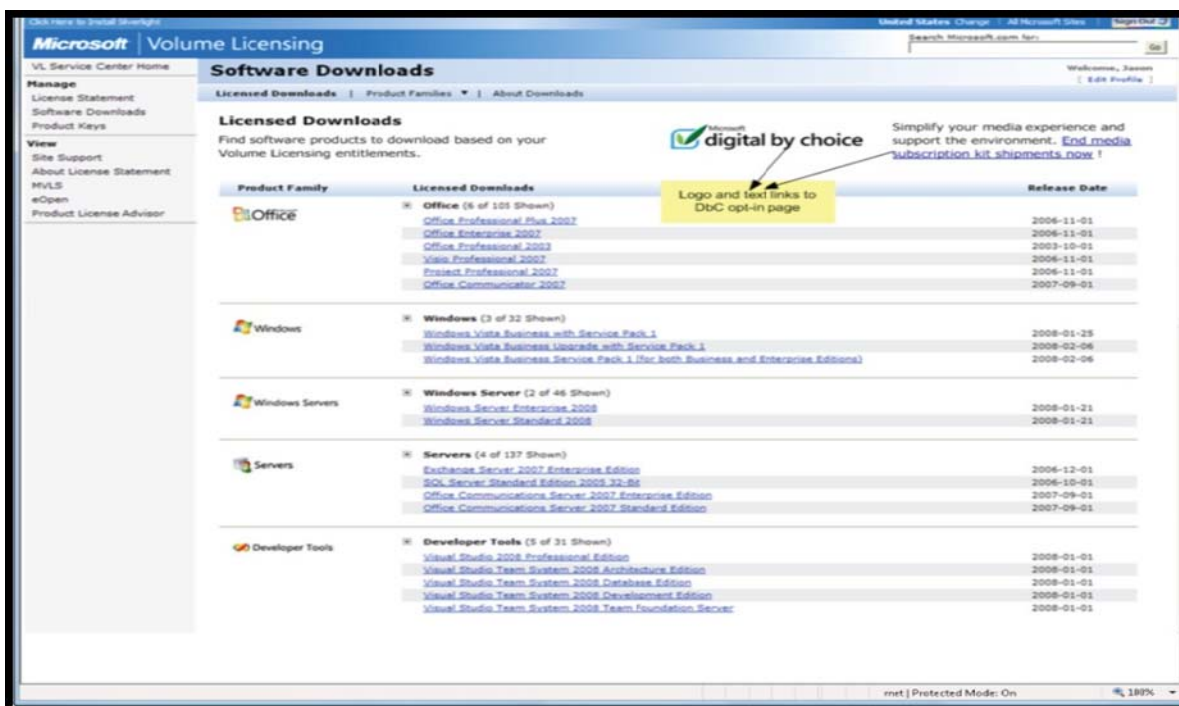 Click Here to Install Silverlight
United States Change | All Microsoft Sites
Sign Out
Microsoft | Volume Licensing
Search Microsoft.com for:
Go
VL Service Center Home
Manage
License Statement
Software Downloads
Product Keys
View
Site Support
About License Statement
MVLS
eOpen
Product License Advisor
Software Downloads
Welcome, Jason
[ Edit Profile ]
Licensed Downloads | Product Families | About Downloads
Licensed Downloads
Find software products to download based on your
Volume Licensing entitlements.
Microsoft
digital by choice
Simplify your media experience and
support the environment. End media
subscription kit shipments now !
Logo and text links to
DbC opt-in page
Product Family Licensed Downloads Release Date
Office
Office (6 of 105 Shown)
Office Professional Plus 2007 2006-11-01
Office Enterprise 2007 2006-11-01
Office Professional 2003 2003-10-01
Visio Professional 2007 2006-11-01
Project Professional 2007 2006-11-01
Office Communicator 2007 2007-09-01
Windows
Windows (3 of 32 Shown)
Windows Vista Business with Service Pack 1 2008-01-25
Windows Vista Business Upgrade with Service Pack 1 2008-02-06
Windows Vista Business Service Pack 1 (for both Business and Enterprise Editions) 2008-02-06
Windows Servers
Windows Server (2 of 46 Shown)
Windows Server Enterprise 2008 2008-01-21
Windows Server Standard 2008 2008-01-21
Servers
Servers (4 of 137 Shown)
Exchange Server 2007 Enterprise Edition 2006-12-01
SQL Server Standard Edition 2005 32-Bit 2006-10-01
Office Communications Server 2007 Enterprise Edition 2007-09-01
Office Communications Server 2007 Standard Edition 2007-09-01
Developer Tools
Developer Tools (5 of 31 Shown)
Visual Studio 2008 Professional Edition 2008-01-01
Visual Studio Team System 2008 Architecture Edition 2008-01-01
Visual Studio Team System 2008 Database Edition 2008-01-01
Visual Studio Team System 2008 Development Edition 2008-01-01
Visual Studio Team System 2008 Team Foundation Server 2008-01-01
rnet | Protected Mode: On
100%